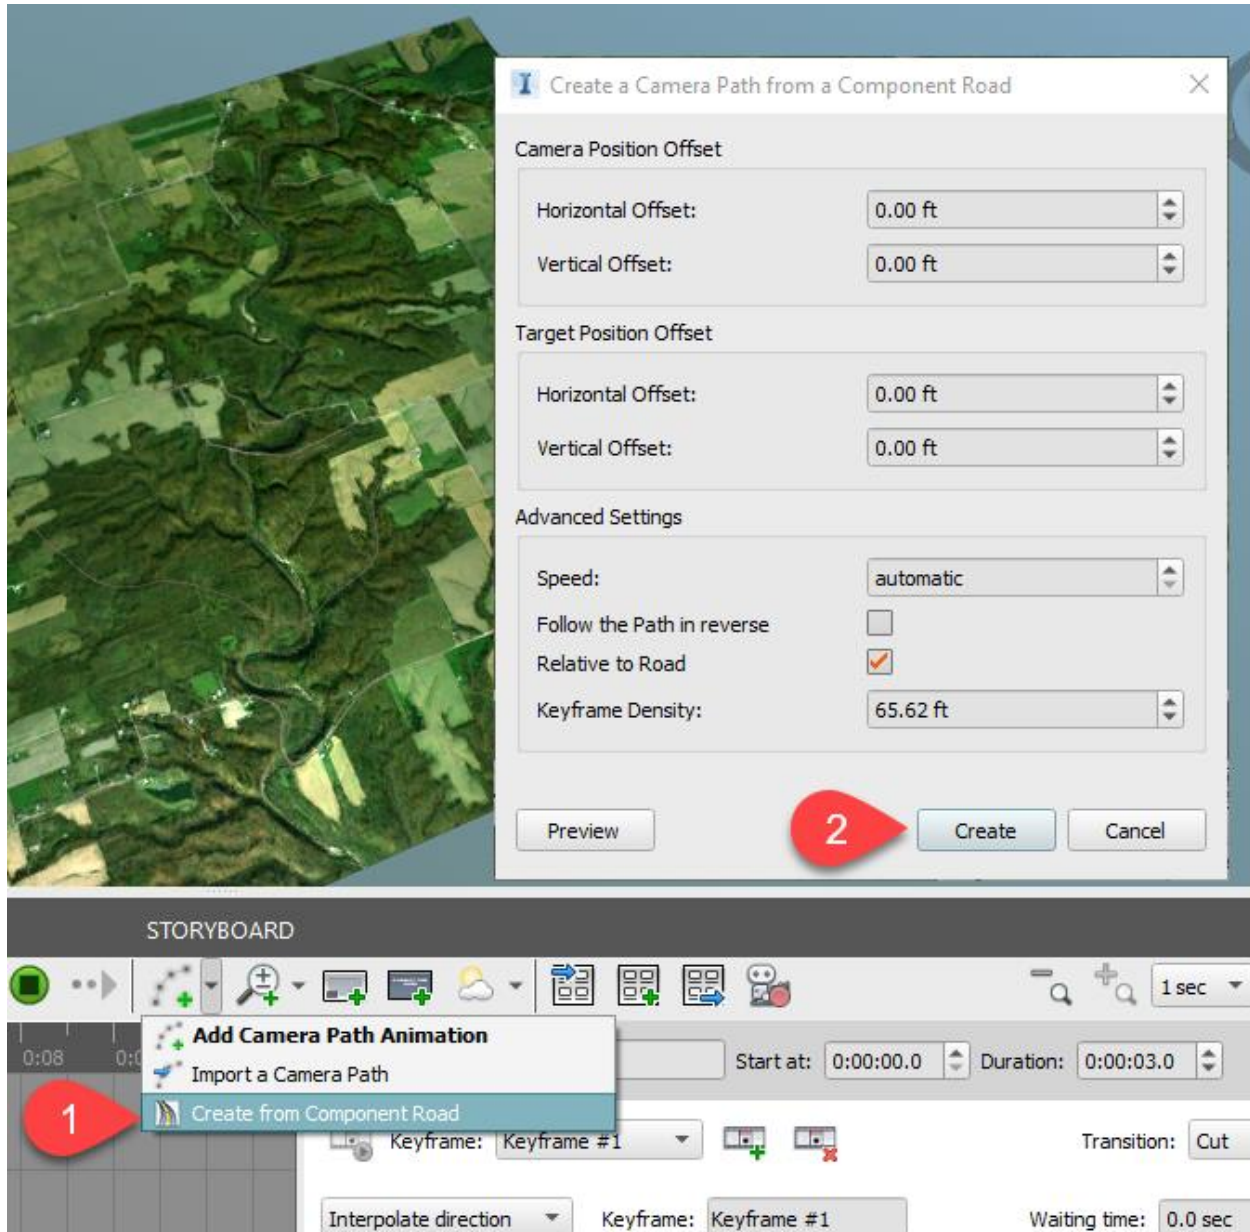 Create a Camera Path from a Component Road
Camera Position Offset
Horizontal Offset: 0.00 ft
Vertical Offset: 0.00 ft
Target Position Offset
Horizontal Offset: 0.00 ft
Vertical Offset: 0.00 ft
Advanced Settings
Speed: automatic
Follow the Path in reverse
Relative to Road
Keyframe Density: 65.62 ft
Preview 2 Create Cancel
STORYBOARD
1 sec
Add Camera Path Animation
0:08 Start at: 0:00:00.0 Duration: 0:00:03.0
Import a Camera Path
1 Create from Component Road
Keyframe: Keyframe #1 Transition: Cut
Interpolate direction Keyframe: Keyframe #1 Waiting time: 0.0 sec